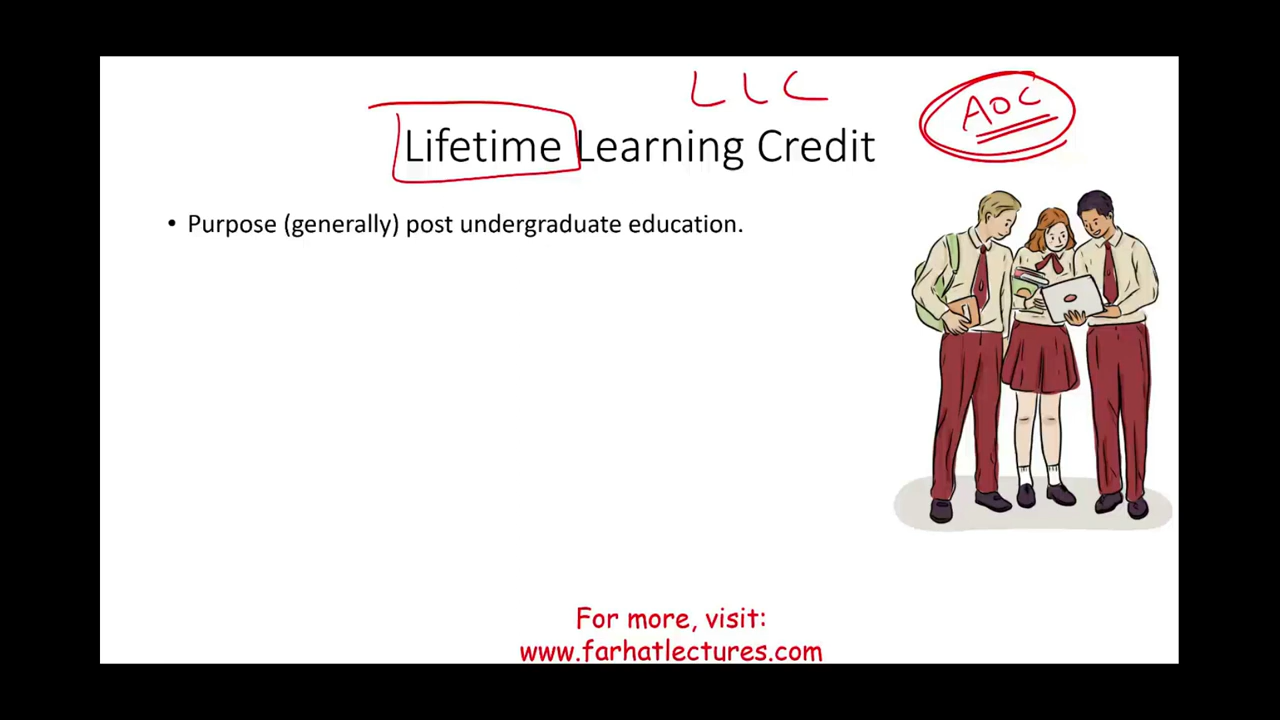 LLC
AOC
Lifetime Learning Credit
• Purpose (generally) post undergraduate education.
For more, visit:
www.farhatlectures.com